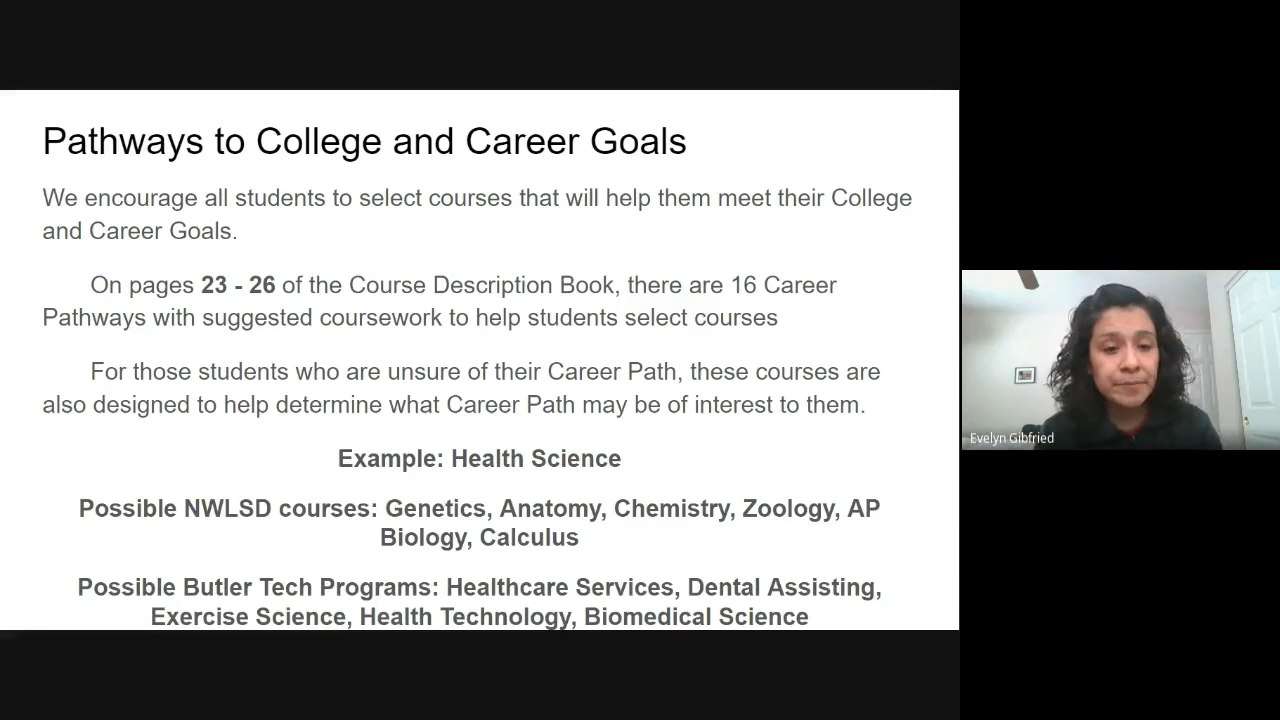 Pathways to College and Career Goals
We encourage all students to select courses that will help them meet their College
and Career Goals.
On pages 23 - 26 of the Course Description Book, there are 16 Career
Pathways with suggested coursework to help students select courses
For those students who are unsure of their Career Path, these courses are
also designed to help determine what Career Path may be of interest to them.
Example: Health Science
Possible NWLSD courses: Genetics, Anatomy, Chemistry, Zoology, AP
Biology, Calculus
Possible Butler Tech Programs: Healthcare Services, Dental Assisting,
Exercise Science, Health Technology, Biomedical Science
Evelyn Gibfried